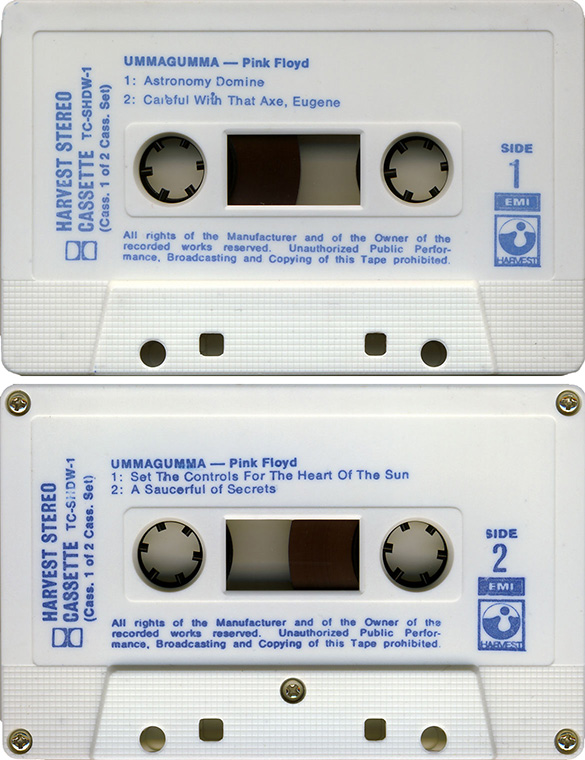 UMMAGUMMA — Pink Floyd
1: Astronomy Domine
2: Careful With That Axe, Eugene
HARVEST STEREO
CASSETTE TC-SHDW-1
(Cass. 1 of 2 Cass. Set)
SIDE
1
EMI
HARVEST
All rights of the Manufacturer and of the Owner of the
recorded works reserved. Unauthorized Public Perfor-
mance, Broadcasting and Copying of this Tape prohibited.
UMMAGUMMA — Pink Floyd
1: Set The Controls For The Heart Of The Sun
2: A Saucerful of Secrets
HARVEST STEREO
CASSETTE TC-SHDW-1
(Cass. 1 of 2 Cass. Set)
SIDE
2
EMI
HARVEST
All rights of the Manufacturer and of the Owner of the
recorded works reserved. Unauthorized Public Perfor-
mance, Broadcasting and Copying of this Tape prohibited.